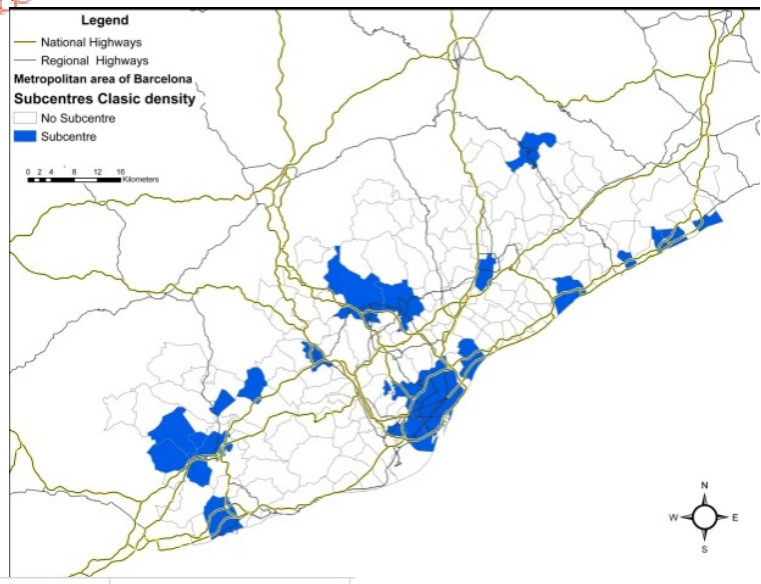 Legend
National Highways
Regional Highways
Metropolitan area of Barcelona
Subcentres Clasic density
No Subcentre
Subcentre
0 2 4 8 12 16
Kilometers
N
W E
S